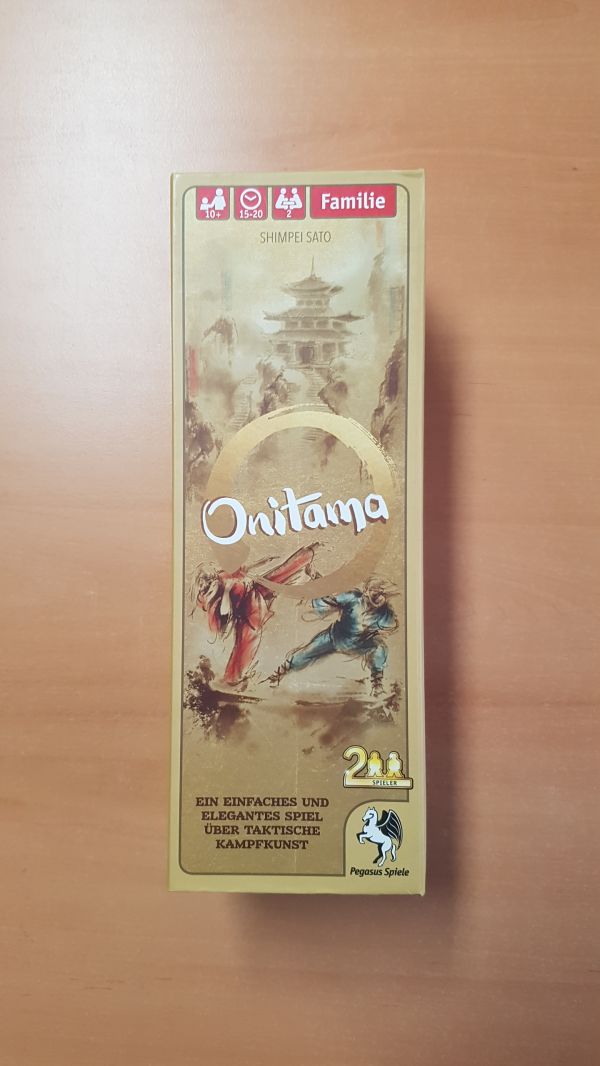 10+
15-20
2
Familie
SHIMPEI SATO
Onitama
2
SPIELER
EIN EINFACHES UND
ELEGANTES SPIEL
ÜBER TAKTISCHE
KAMPFKUNST
Pegasus Spiele